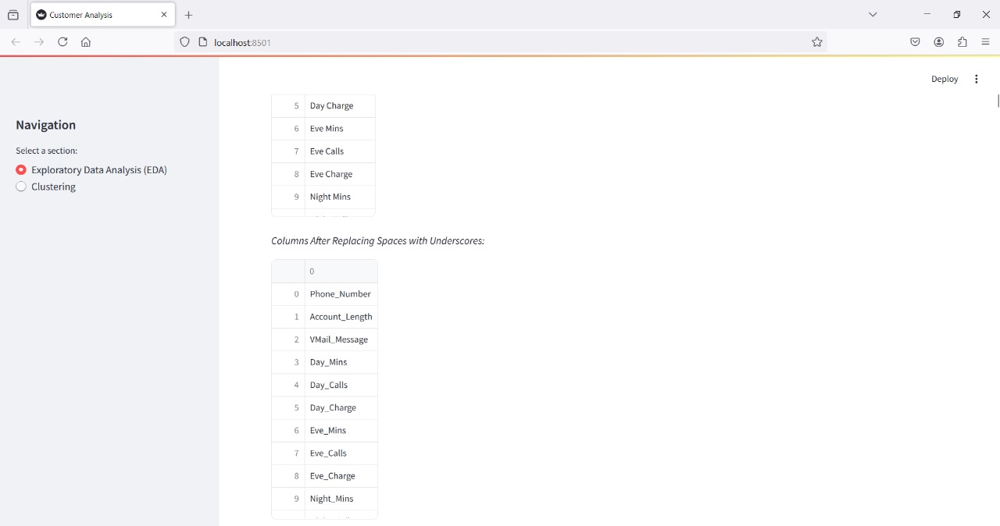 Customer Analysis
localhost:8501
Deploy
Navigation
Select a section:
Exploratory Data Analysis (EDA)
Clustering
5 Day Charge
6 Eve Mins
7 Eve Calls
8 Eve Charge
9 Night Mins
Columns After Replacing Spaces with Underscores:
0
0 Phone_Number
1 Account_Length
2 VMail_Message
3 Day_Mins
4 Day_Calls
5 Day_Charge
6 Eve_Mins
7 Eve_Calls
8 Eve_Charge
9 Night_Mins